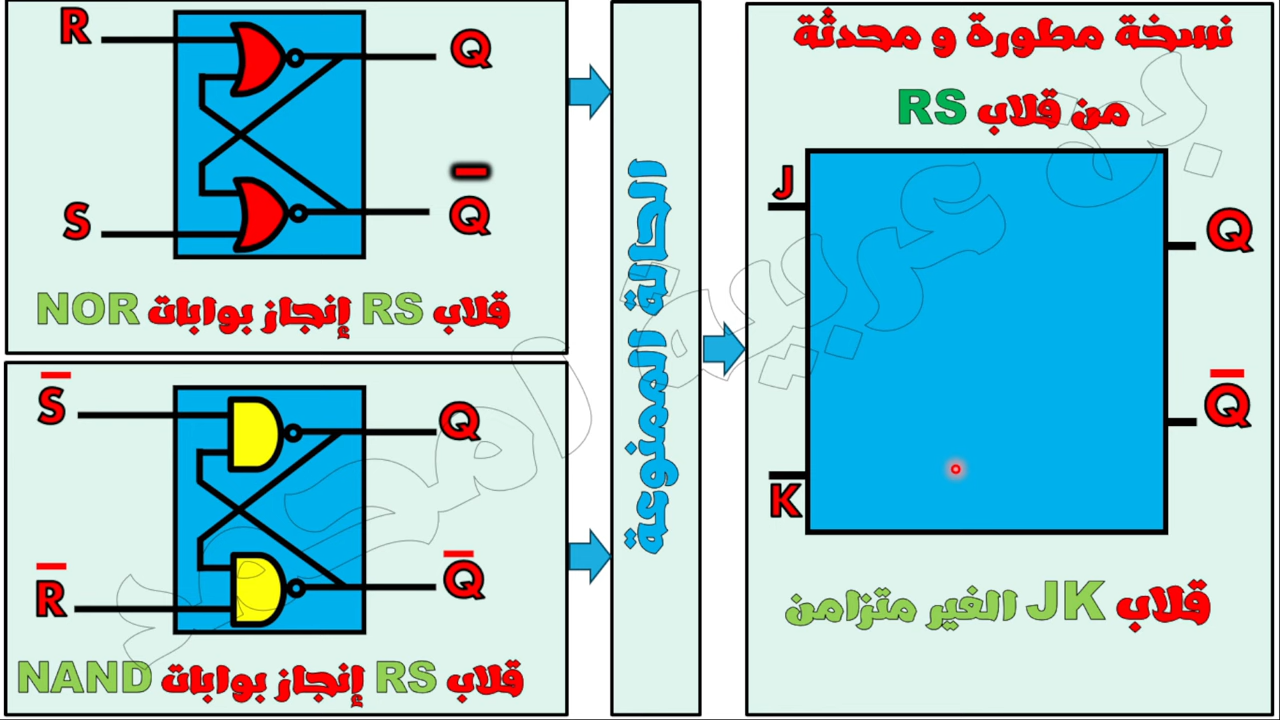 R
Q
Q̅
S
قلاب RS إنجاز بوابات NOR
S̅
Q
R̅
Q̅
قلاب RS إنجاز بوابات NAND
الحالة الممنوعة
نسخة مطورة و محدثة
من قلاب RS
J
Q
Q̅
K
قلاب JK الغير متزامن